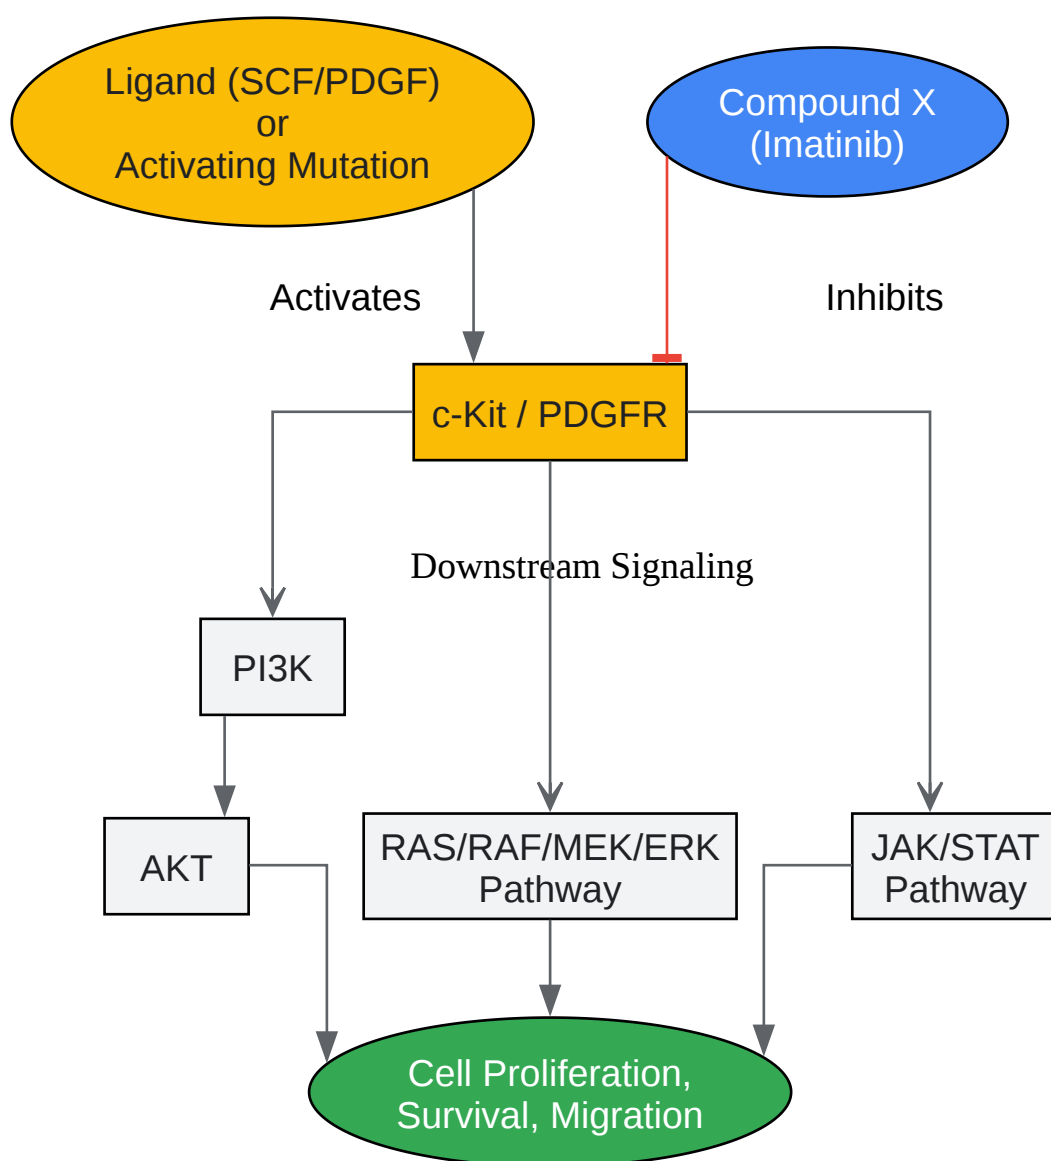 Ligand (SCF/PDGF)
or
Activating Mutation
Compound X
(Imatinib)
Activates
Inhibits
c-Kit / PDGFR
Downstream Signaling
PI3K
AKT
RAS/RAF/MEK/ERK
Pathway
JAK/STAT
Pathway
Cell Proliferation,
Survival, Migration